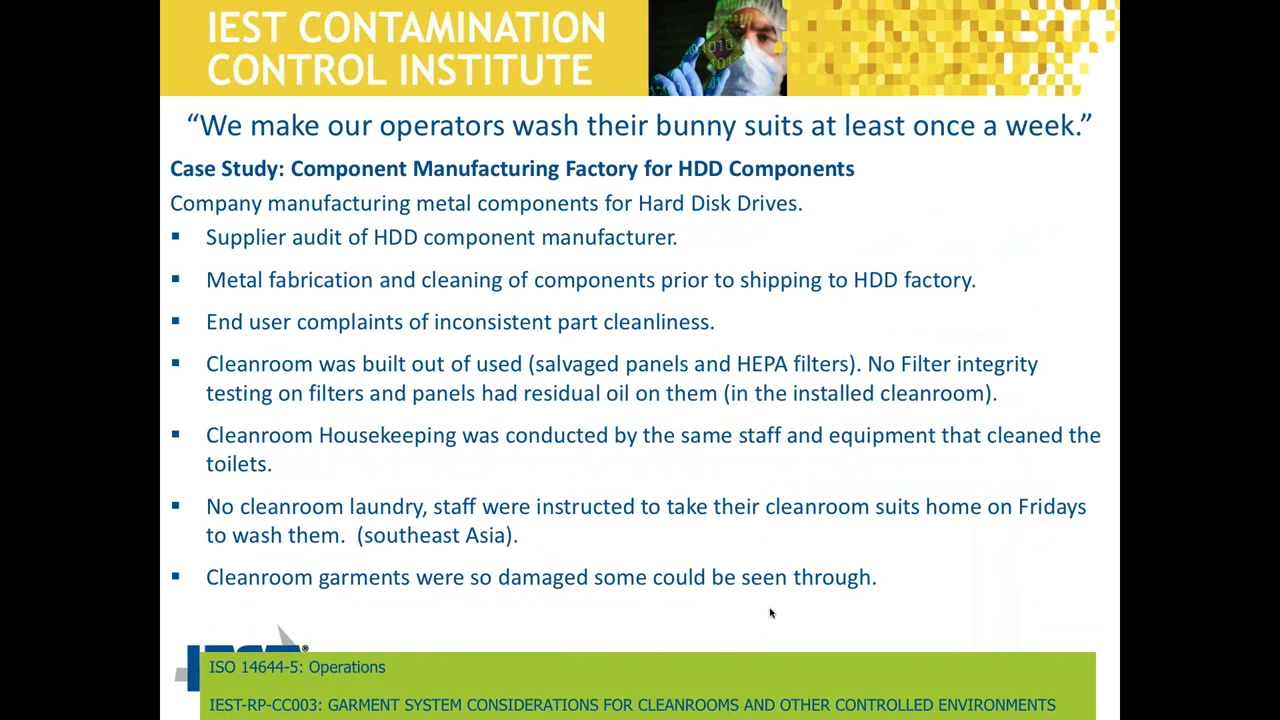 IEST CONTAMINATION
CONTROL INSTITUTE
“We make our operators wash their bunny suits at least once a week.”
Case Study: Component Manufacturing Factory for HDD Components
Company manufacturing metal components for Hard Disk Drives.
▪ Supplier audit of HDD component manufacturer.
▪ Metal fabrication and cleaning of components prior to shipping to HDD factory.
▪ End user complaints of inconsistent part cleanliness.
▪ Cleanroom was built out of used (salvaged panels and HEPA filters). No Filter integrity
testing on filters and panels had residual oil on them (in the installed cleanroom).
▪ Cleanroom Housekeeping was conducted by the same staff and equipment that cleaned the
toilets.
▪ No cleanroom laundry, staff were instructed to take their cleanroom suits home on Fridays
to wash them. (southeast Asia).
▪ Cleanroom garments were so damaged some could be seen through.
ISO 14644-5: Operations
IEST-RP-CC003: GARMENT SYSTEM CONSIDERATIONS FOR CLEANROOMS AND OTHER CONTROLLED ENVIRONMENTS